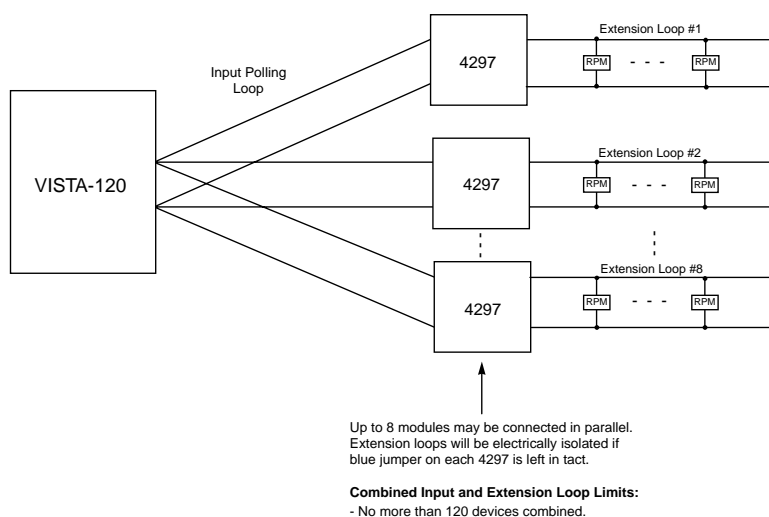 Extension Loop #1
Input Polling
Loop
4297
RPM - - - RPM
VISTA-120
Extension Loop #2
4297
RPM - - - RPM
Extension Loop #8
4297
RPM - - - RPM
Up to 8 modules may be connected in parallel.
Extension loops will be electrically isolated if
blue jumper on each 4297 is left in tact.
Combined Input and Extension Loop Limits:
- No more than 120 devices combined.